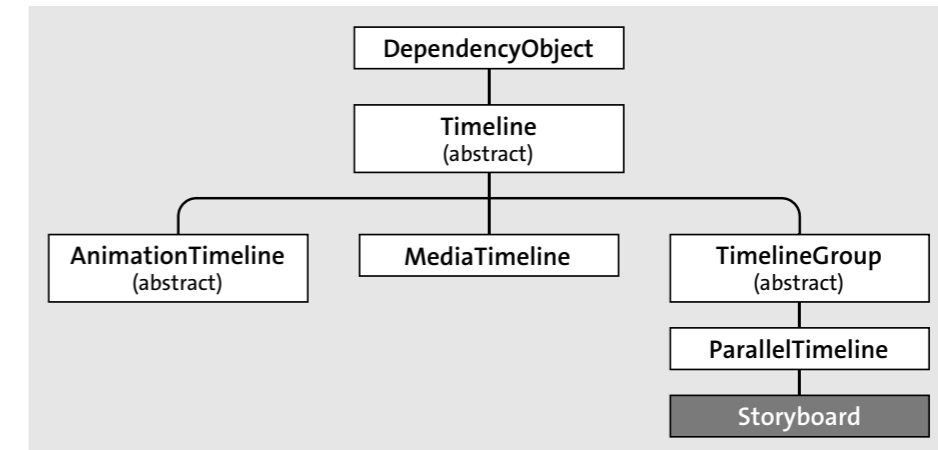 DependencyObject
Timeline
(abstract)
AnimationTimeline
(abstract)
MediaTimeline
TimelineGroup
(abstract)
ParallelTimeline
Storyboard